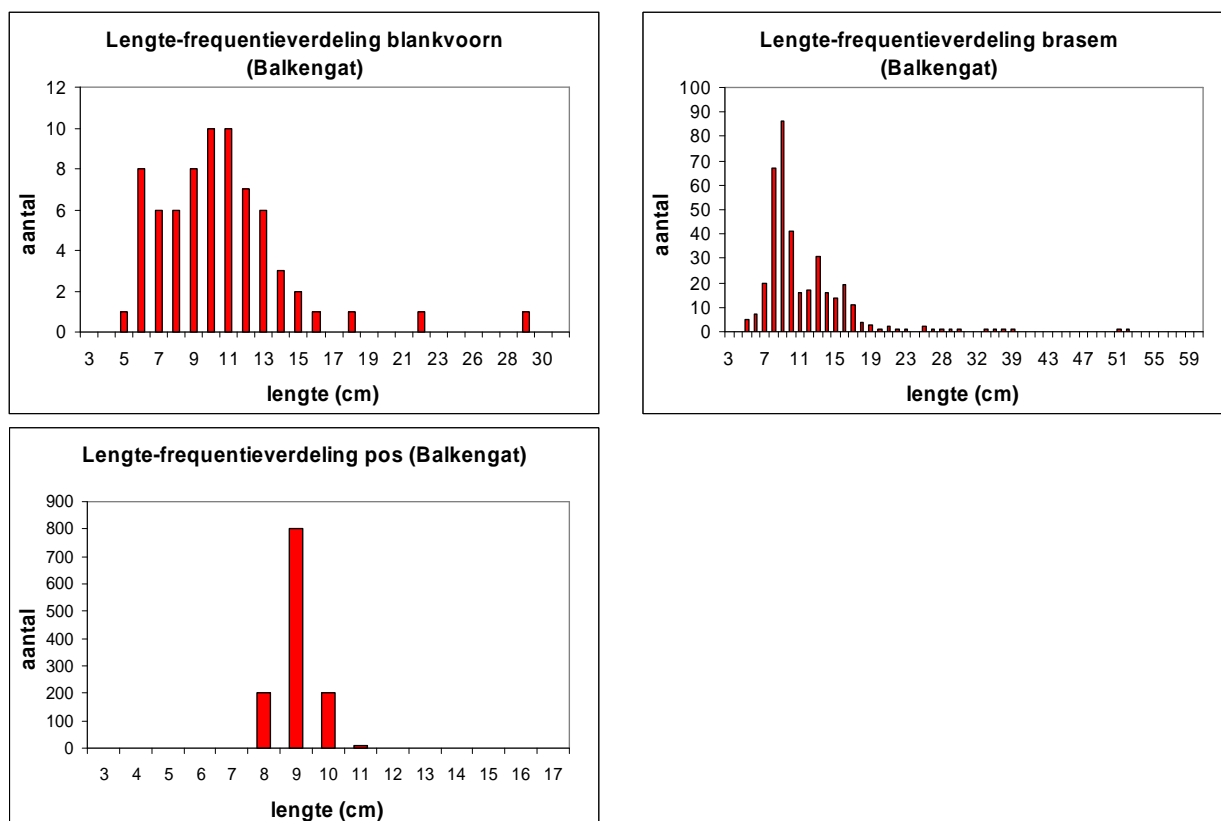 Lengte-frequentieverdeling blankvoorn
(Balkengat)
12
10
8
6
4
2
0
aantal
3 5 7 9 11 13 15 17 19 21 23 26 28 30
lengte (cm)
Lengte-frequentieverdeling brasem
(Balkengat)
100
90
80
70
60
50
40
30
20
10
0
aantal
3 7 11 15 19 23 28 32 39 43 47 51 55 59
lengte (cm)
Lengte-frequentieverdeling pos (Balkengat)
900
800
700
600
500
400
300
200
100
0
aantal
3 4 5 6 7 8 9 10 11 12 13 14 15 16 17
lengte (cm)